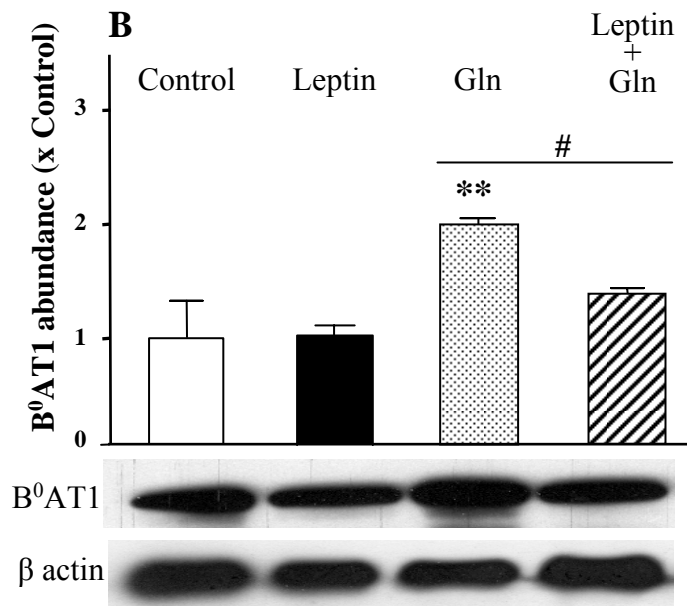 B
Leptin
+
Gln
Control
Leptin
Gln
B⁰AT1 abundance (x Control)
3
2
1
0
#
**
B⁰AT1
β actin